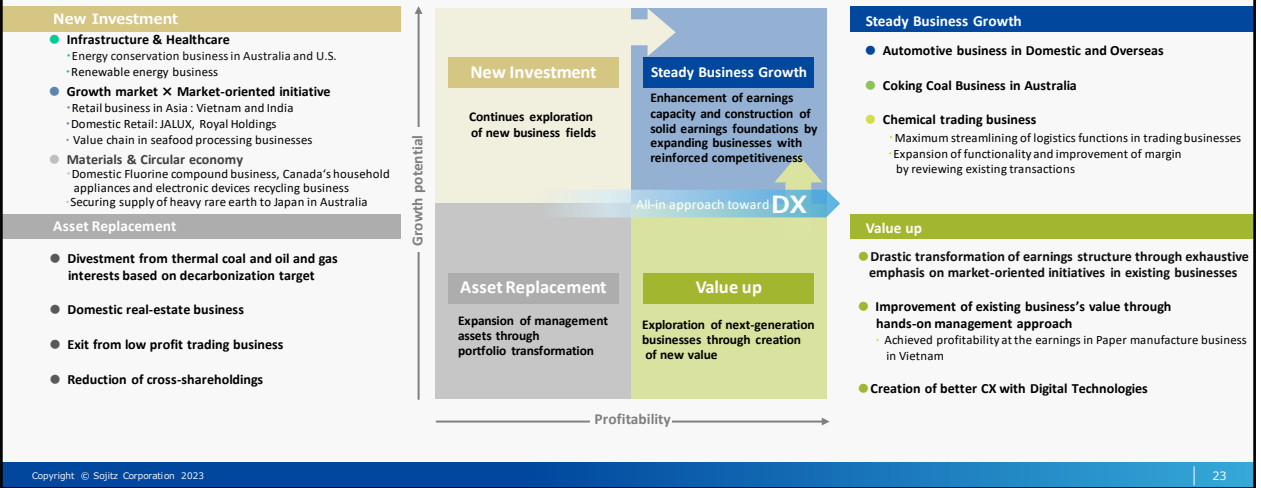 New Investment
Infrastructure & Healthcare
・Energy conservation business in Australia and U.S.
・Renewable energy business
Growth market × Market-oriented initiative
・Retail business in Asia : Vietnam and India
・Domestic Retail: JALUX, Royal Holdings
・Value chain in seafood processing businesses
Materials & Circular economy
・Domestic Fluorine compound business, Canada's household
appliances and electronic devices recycling business
・Securing supply of heavy rare earth to Japan in Australia
Asset Replacement
Divestment from thermal coal and oil and gas
interests based on decarbonization target
Domestic real-estate business
Exit from low profit trading business
Reduction of cross-shareholdings
Growth potential
New Investment
Continues exploration
of new business fields
Steady Business Growth
Enhancement of earnings
capacity and construction of
solid earnings foundations by
expanding businesses with
reinforced competitiveness
All-in approach toward DX
Asset Replacement
Expansion of management
assets through
portfolio transformation
Value up
Exploration of next-generation
businesses through creation
of new value
Profitability
Steady Business Growth
Automotive business in Domestic and Overseas
Coking Coal Business in Australia
Chemical trading business
・Maximum streamlining of logistics functions in trading businesses
・Expansion of functionality and improvement of margin
by reviewing existing transactions
Value up
Drastic transformation of earnings structure through exhaustive
emphasis on market-oriented initiatives in existing businesses
Improvement of existing business's value through
hands-on management approach
・Achieved profitability at the earnings in Paper manufacture business
in Vietnam
Creation of better CX with Digital Technologies
Copyright © Sojitz Corporation 2023
23